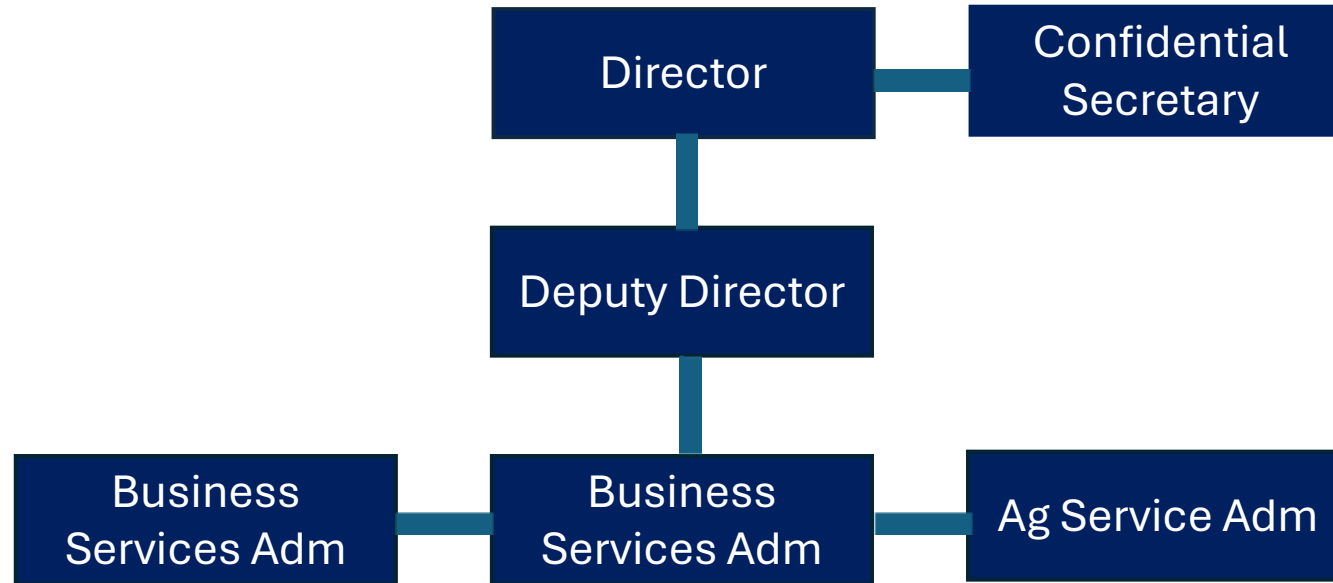 Director
Confidential
Secretary
Deputy Director
Business
Services Adm
Business
Services Adm
Ag Service Adm